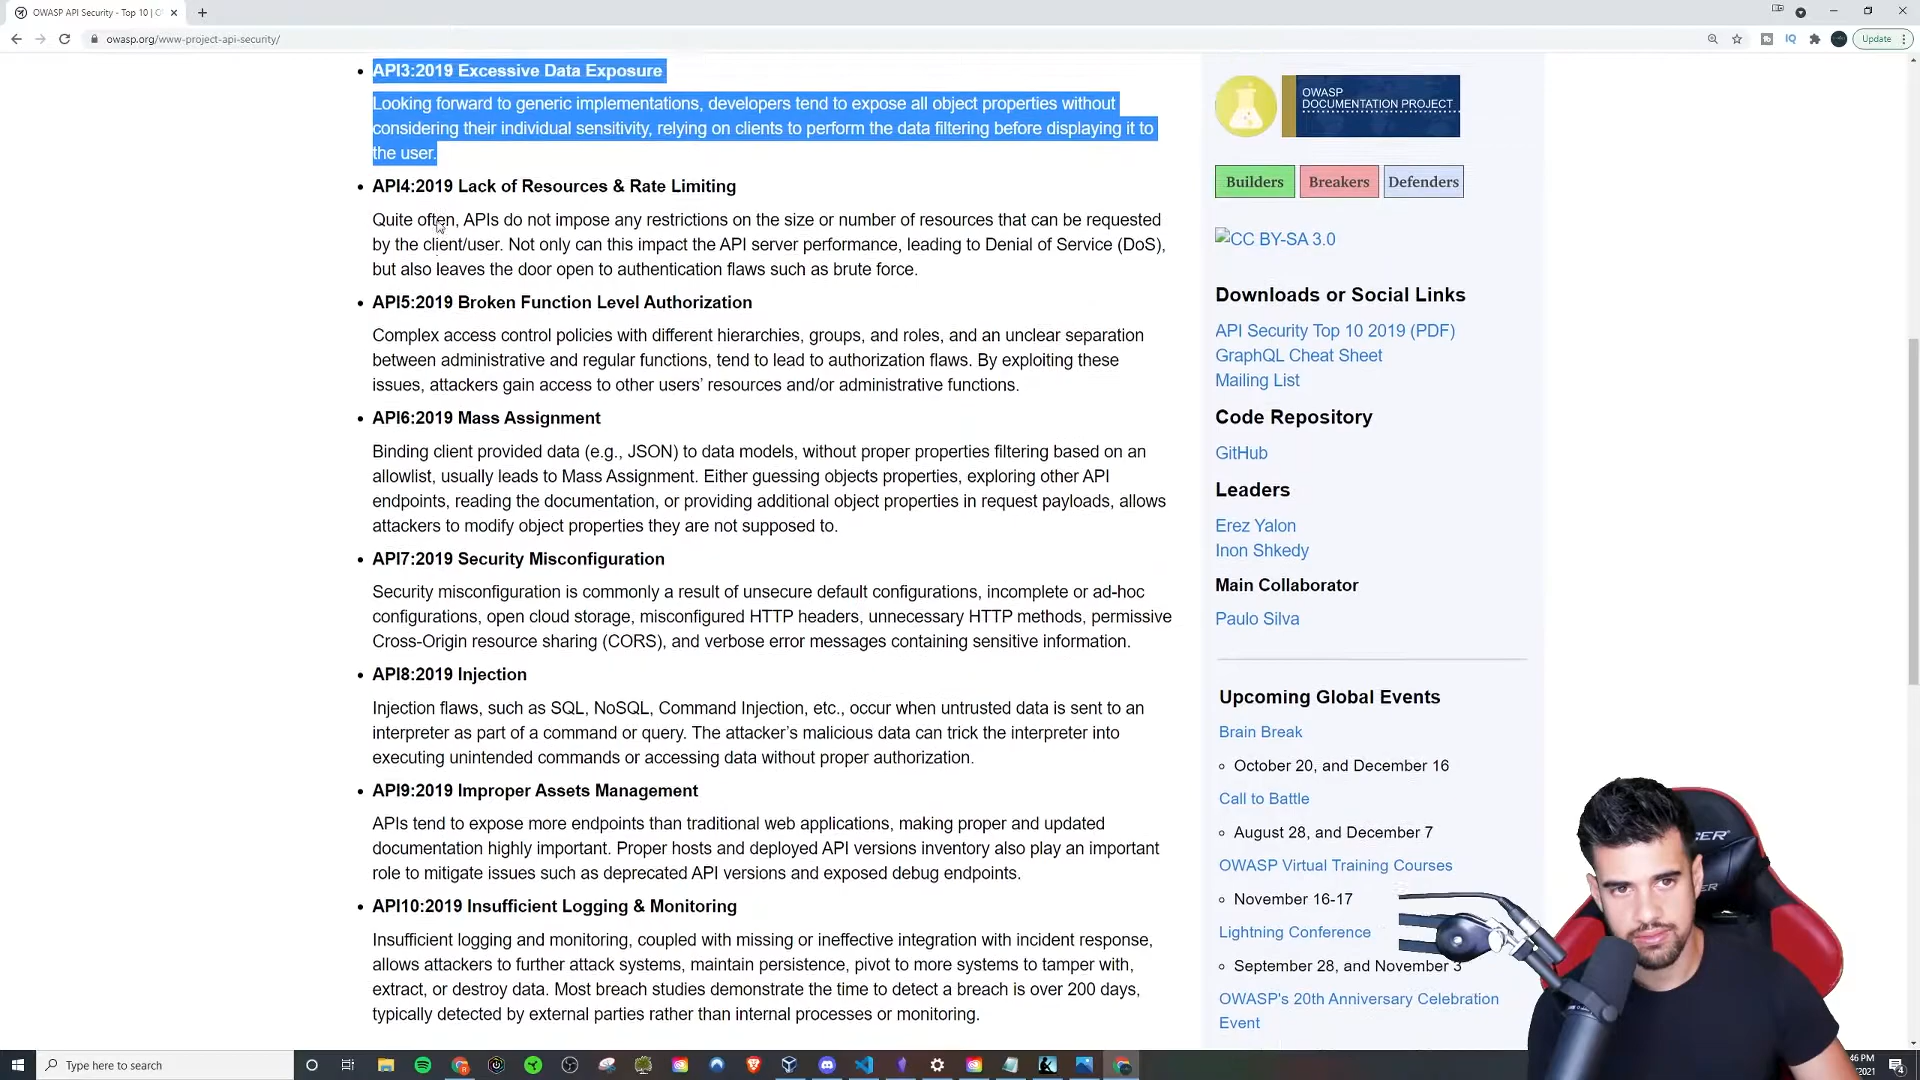 OWASP API Security - Top 10 | O
owasp.org/www-project-api-security/
Update
API3:2019 Excessive Data Exposure
Looking forward to generic implementations, developers tend to expose all object properties without
considering their individual sensitivity, relying on clients to perform the data filtering before displaying it to
the user.
API4:2019 Lack of Resources & Rate Limiting
Quite often, APIs do not impose any restrictions on the size or number of resources that can be requested
by the client/user. Not only can this impact the API server performance, leading to Denial of Service (DoS),
but also leaves the door open to authentication flaws such as brute force.
API5:2019 Broken Function Level Authorization
Complex access control policies with different hierarchies, groups, and roles, and an unclear separation
between administrative and regular functions, tend to lead to authorization flaws. By exploiting these
issues, attackers gain access to other users’ resources and/or administrative functions.
API6:2019 Mass Assignment
Binding client provided data (e.g., JSON) to data models, without proper properties filtering based on an
allowlist, usually leads to Mass Assignment. Either guessing objects properties, exploring other API
endpoints, reading the documentation, or providing additional object properties in request payloads, allows
attackers to modify object properties they are not supposed to.
API7:2019 Security Misconfiguration
Security misconfiguration is commonly a result of unsecure default configurations, incomplete or ad-hoc
configurations, open cloud storage, misconfigured HTTP headers, unnecessary HTTP methods, permissive
Cross-Origin resource sharing (CORS), and verbose error messages containing sensitive information.
API8:2019 Injection
Injection flaws, such as SQL, NoSQL, Command Injection, etc., occur when untrusted data is sent to an
interpreter as part of a command or query. The attacker’s malicious data can trick the interpreter into
executing unintended commands or accessing data without proper authorization.
API9:2019 Improper Assets Management
APIs tend to expose more endpoints than traditional web applications, making proper and updated
documentation highly important. Proper hosts and deployed API versions inventory also play an important
role to mitigate issues such as deprecated API versions and exposed debug endpoints.
API10:2019 Insufficient Logging & Monitoring
Insufficient logging and monitoring, coupled with missing or ineffective integration with incident response,
allows attackers to further attack systems, maintain persistence, pivot to more systems to tamper with,
extract, or destroy data. Most breach studies demonstrate the time to detect a breach is over 200 days,
typically detected by external parties rather than internal processes or monitoring.
OWASP
DOCUMENTATION PROJECT
Builders Breakers Defenders
CC BY-SA 3.0
Downloads or Social Links
API Security Top 10 2019 (PDF)
GraphQL Cheat Sheet
Mailing List
Code Repository
GitHub
Leaders
Erez Yalon
Inon Shkedy
Main Collaborator
Paulo Silva
Upcoming Global Events
Brain Break
October 20, and December 16
Call to Battle
August 28, and December 7
OWASP Virtual Training Courses
November 16-17
Lightning Conference
September 28, and November 3
OWASP's 20th Anniversary Celebration
Event
Type here to search